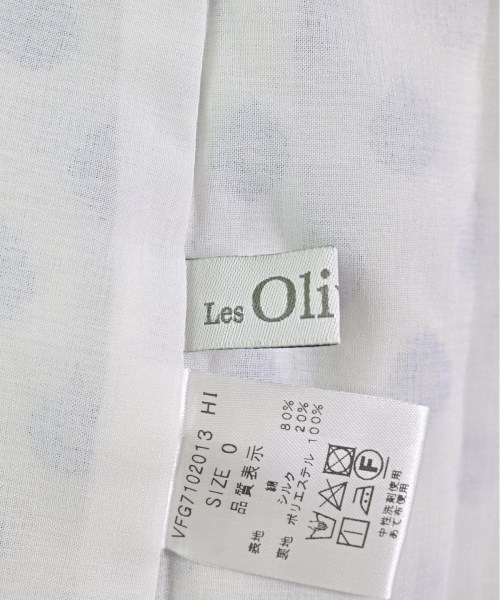 Les Oli
VFG7102013 HI
SIZE 0
品質表示
表地 綿 80%
シルク 20%
裏地 ポリエステル 100%
中性洗剤使用
あて布使用